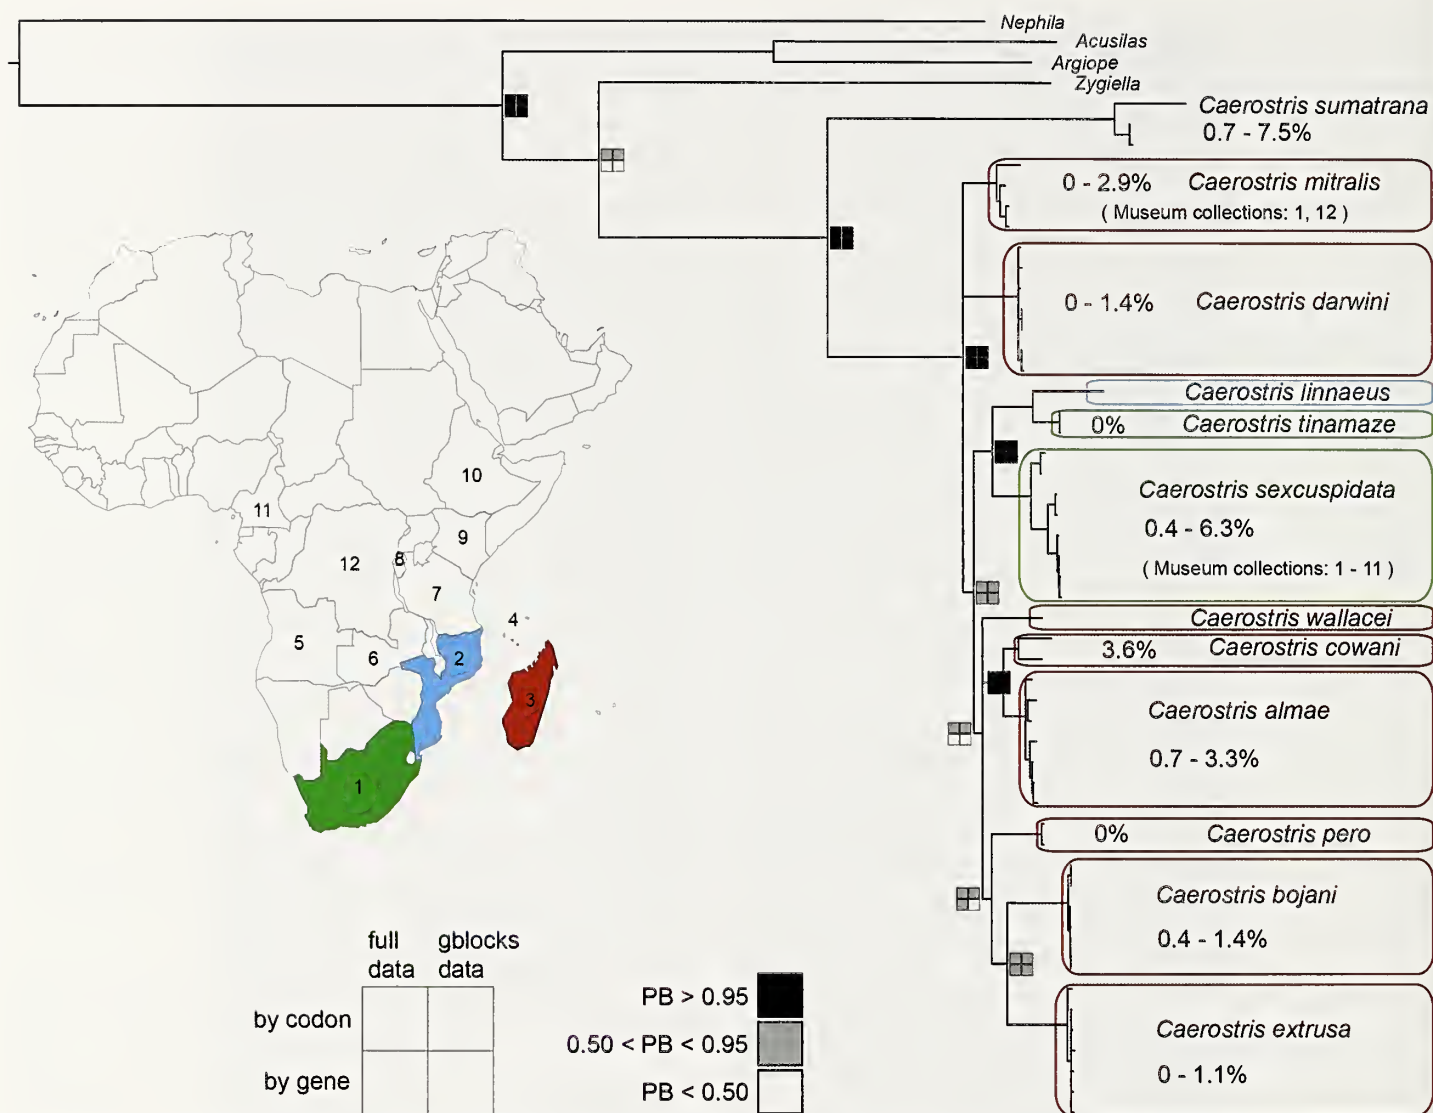 Nephila
Acusilas
Argiope
Zygiella
Caerostris sumatrana
0.7 - 7.5%
0 - 2.9% Caerostris mitralis
( Museum collections: 1, 12 )
0 - 1.4% Caerostris darwini
Caerostris linnaeus
0% Caerostris tinamaze
Caerostris sexcuspidata
0.4 - 6.3%
( Museum collections: 1 - 11 )
Caerostris wallacei
3.6% Caerostris cowani
Caerostris almae
0.7 - 3.3%
0% Caerostris pero
Caerostris bojani
0.4 - 1.4%
Caerostris extrusa
0 - 1.1%
10
11
9
8
12
7
4
5
6
2
3
1
full data
gblocks data
by codon
by gene
PB > 0.95
0.50 < PB < 0.95
PB < 0.50